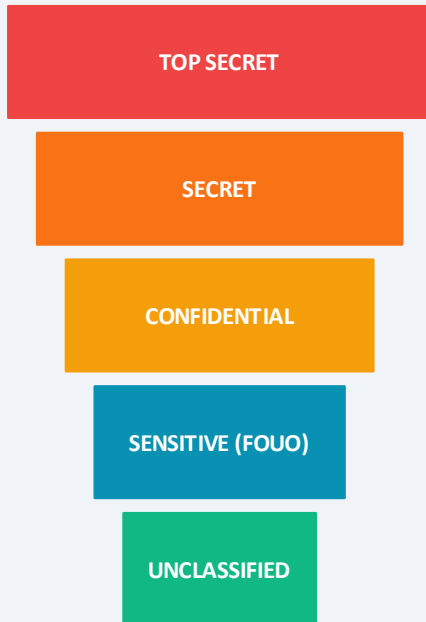 TOP SECRET
SECRET
CONFIDENTIAL
SENSITIVE (FOUO)
UNCLASSIFIED